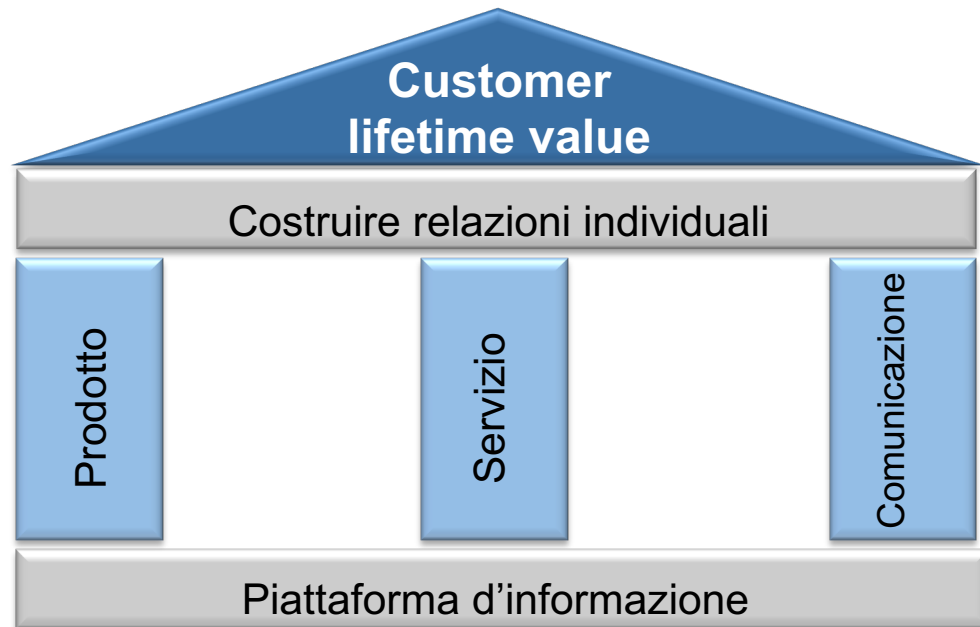 Customer
lifetime value
Costruire relazioni individuali
Prodotto
Servizio
Comunicazione
Piattaforma d’informazione